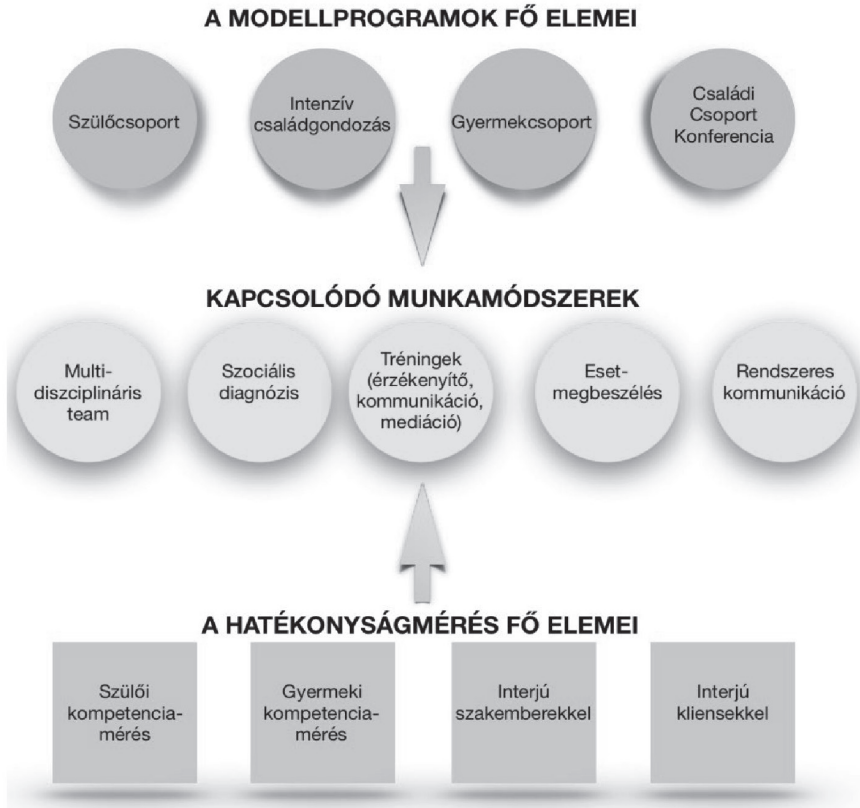 A MODELLPROGRAMOK FŐ ELEMEI
Szülőcsoport
Intenzív
családgondozás
Gyermekcsoport
Családi
Csoport
Konferencia
KAPCSOLÓDÓ MUNKAMÓDSZEREK
Multi-
diszciplináris
team
Szociális
diagnózis
Tréningek
(érzékenyítő,
kommunikáció,
mediáció)
Eset-
megbeszélés
Rendszeres
kommunikáció
A HATÉKONYSÁGMÉRÉS FŐ ELEMEI
Szülői
kompetencia-
mérés
Gyermeki
kompetencia-
mérés
Interjú
szakemberekkel
Interjú
kliensekkel